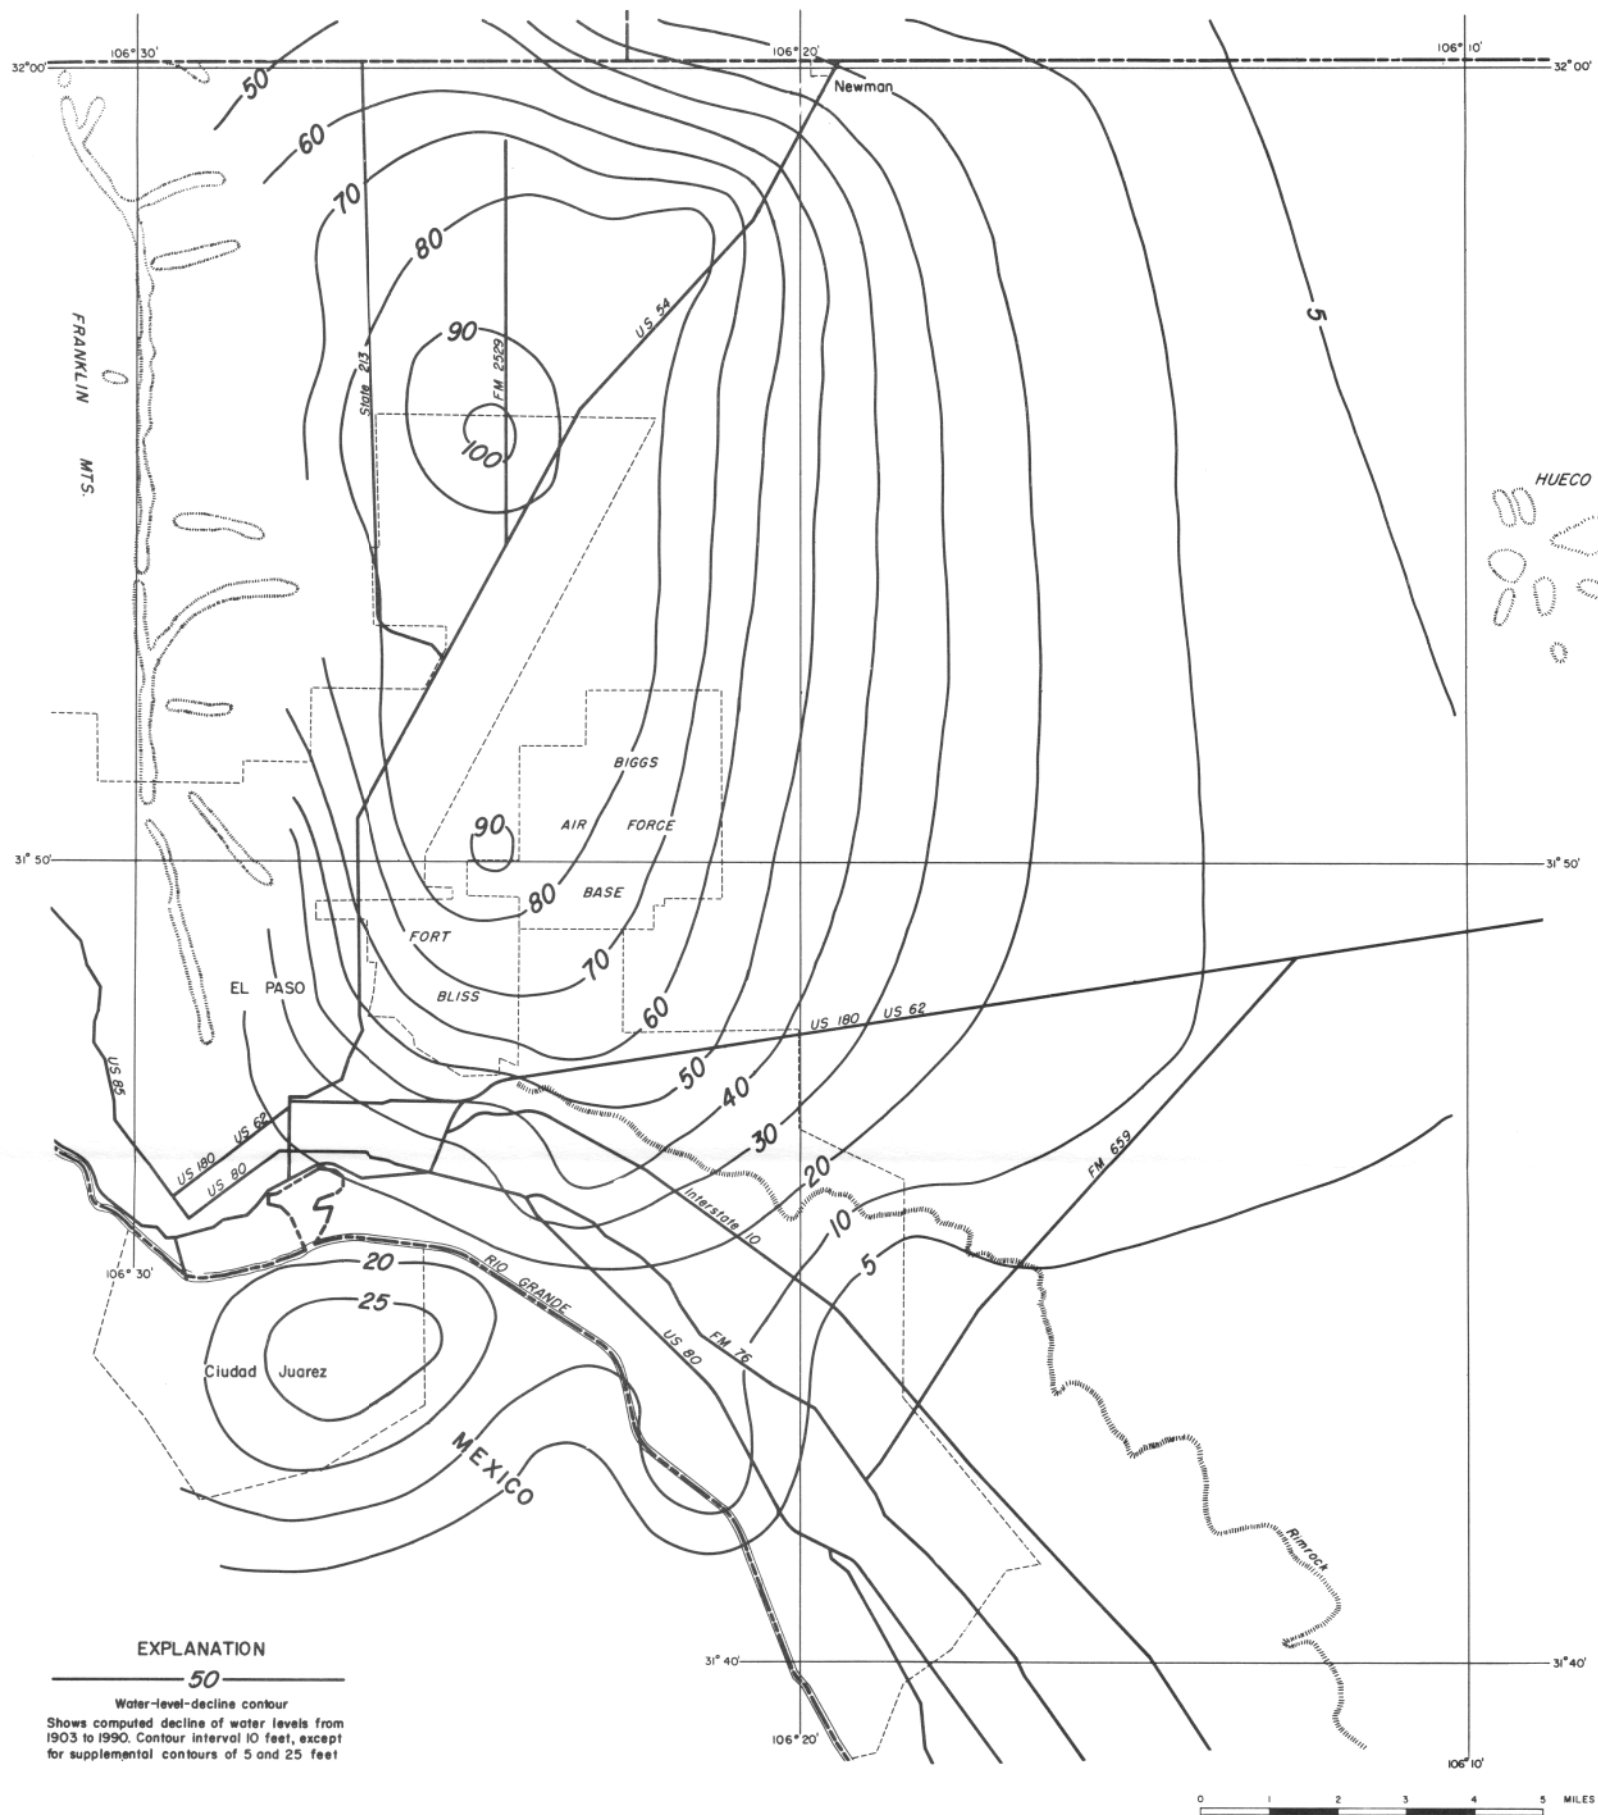 106°30'
106°20'
106°10'
32°00'
32°00'
Newman
50
60
70
80
5
FRANKLIN MTS.
US 54
90
State 213
FM 2529
100
HUECO
BIGGS
AIR FORCE
BASE
90
31°50'
31°50'
80
FORT
BLISS
70
EL PASO
60
US 180 US 62
50
40
30
20
10
5
US 85
US 180 US 62
US 80
FM 659
Interstate 10
106°30'
20
25
RIO GRANDE
Ciudad Juarez
US 80
FM 76
MEXICO
Rimrock
31°40'
31°40'
106°20'
106°10'
EXPLANATION
50
Water-level-decline contour
Shows computed decline of water levels from
1903 to 1990. Contour interval 10 feet, except
for supplemental contours of 5 and 25 feet
0 1 2 3 4 5 MILES